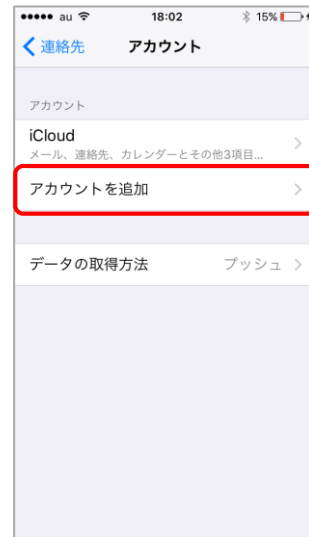 au 18:02 15%
連絡先 アカウント
アカウント
iCloud
メール、連絡先、カレンダーとその他3項目...
アカウントを追加
データの取得方法 プッシュ